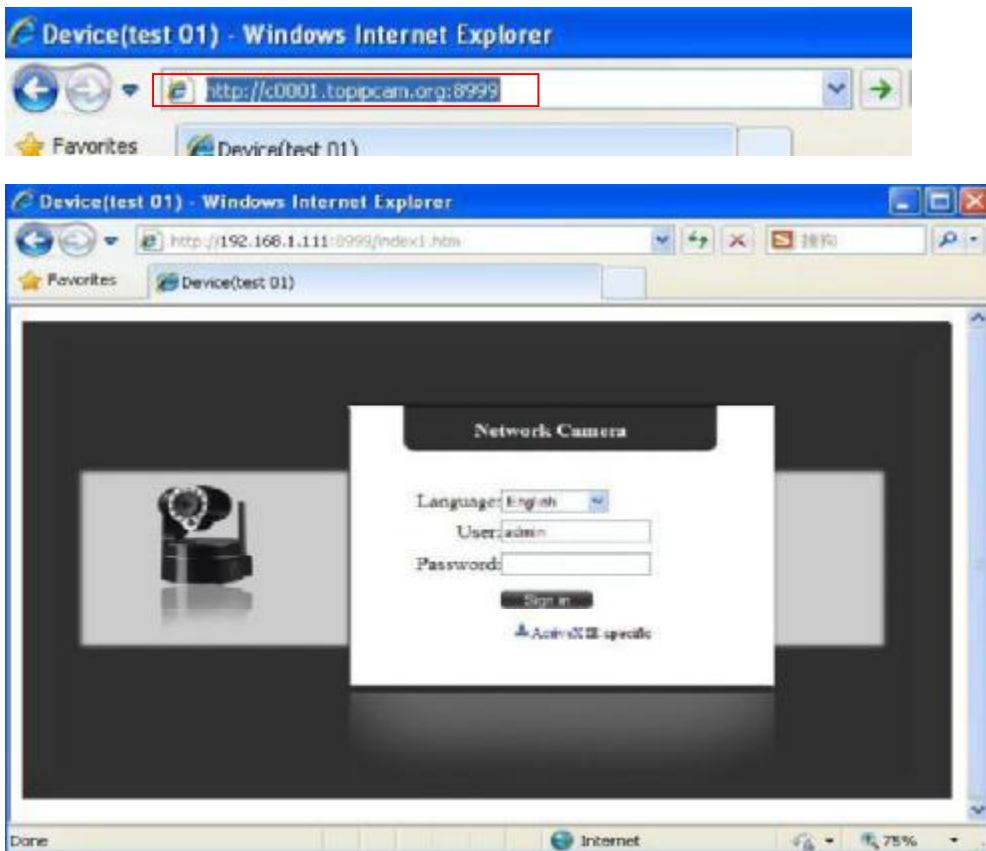 Device(test 01) - Windows Internet Explorer
http://c0001.topipcam.org:8999
Favorites
Device(test 01)
Device(test 01) - Windows Internet Explorer
http://192.168.1.111:8999/index1.htm
搜狗
Favorites
Device(test 01)
Network Camera
Language: English
User: admin
Password:
Sign in
ActiveX IE specific
Done
Internet
75%